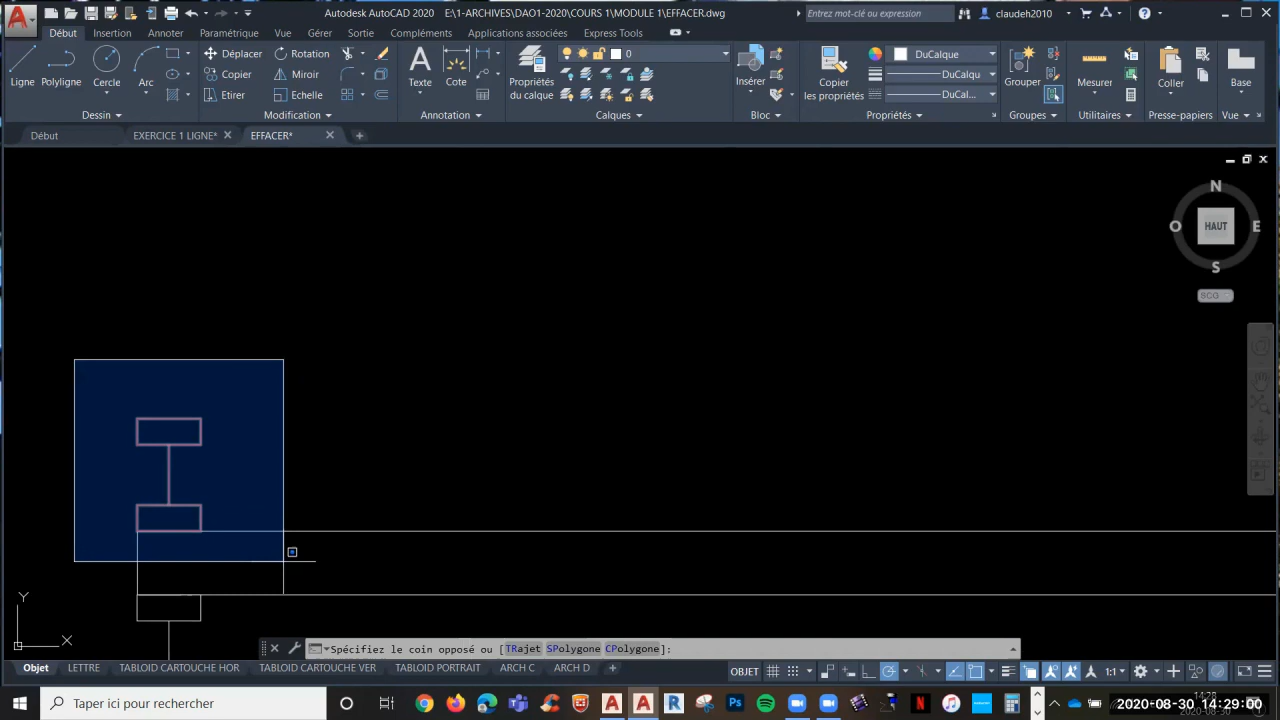 Autodesk AutoCAD 2020 E:\1-ARCHIVES\DAO1-2020\COURS 1\MODULE 1\EFFACER.dwg
Entrez mot-clé ou expression
claudeh2010
Début Insertion Annoter Paramétrique Vue Gérer Sortie Compléments Applications associées Express Tools
Ligne Polyligne Cercle Arc
Déplacer Rotation
Copier Miroir
Etirer Echelle
Texte Cote
Propriétés du calque
0
Insérer
Copier les propriétés
DuCalque
DuCalqu
DuCal...
Grouper
Mesurer
Coller
Base
Dessin Modification Annotation Calques Bloc Propriétés Groupes Utilitaires Presse-papiers Vue
Début EXERCICE 1 LIGNE* EFFACER*
N
O HAUT E
S
SCG
Y
X
Spécifiez le coin opposé ou [TRajet SPolygone CPolygone]:
Objet LETTRE TABLOID CARTOUCHE HOR TABLOID CARTOUCHE VER TABLOID PORTRAIT ARCH C ARCH D
OBJET 1:1
Taper ici pour rechercher
14:28
2020-08-30 14:29:00